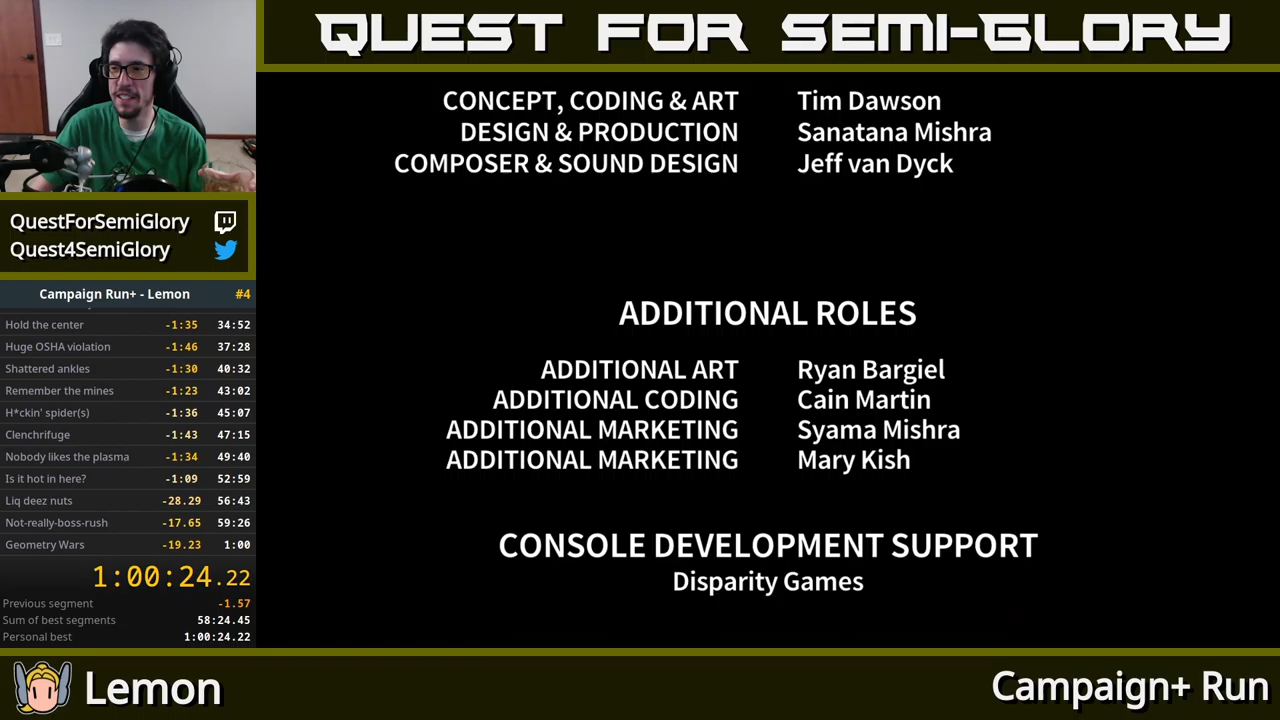 QUEST FOR SEMI-GLORY
CONCEPT, CODING & ART Tim Dawson
DESIGN & PRODUCTION Sanatana Mishra
COMPOSER & SOUND DESIGN Jeff van Dyck
ADDITIONAL ROLES
ADDITIONAL ART Ryan Bargiel
ADDITIONAL CODING Cain Martin
ADDITIONAL MARKETING Syama Mishra
ADDITIONAL MARKETING Mary Kish
CONSOLE DEVELOPMENT SUPPORT
Disparity Games
QuestForSemiGlory
Quest4SemiGlory
Campaign Run+ - Lemon #4
Hold the center -1:35 34:52
Huge OSHA violation -1:46 37:28
Shattered ankles -1:30 40:32
Remember the mines -1:23 43:02
H*ckin' spider(s) -1:36 45:07
Clenchrifuge -1:43 47:15
Nobody likes the plasma -1:34 49:40
Is it hot in here? -1:09 52:59
Liq deez nuts -28.29 56:43
Not-really-boss-rush -17.65 59:26
Geometry Wars -19.23 1:00
1:00:24.22
Previous segment -1.57
Sum of best segments 58:24.45
Personal best 1:00:24.22
Lemon
Campaign+ Run